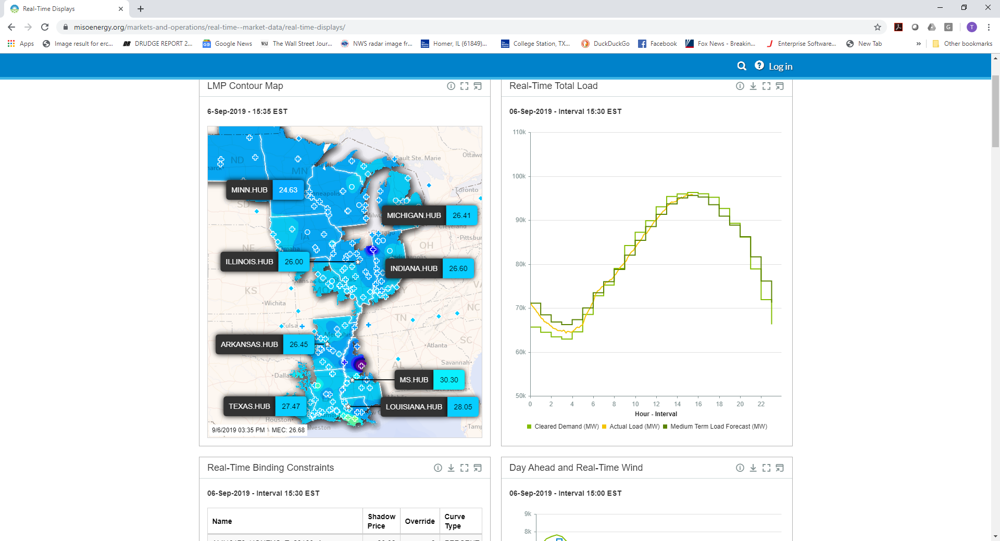 Real-Time Displays
misoenergy.org/markets-and-operations/real-time--market-data/real-time-displays/
G
T
Apps
Image result for erc...
DR DRUDGE REPORT 2...
Google News
WSJ The Wall Street Jour...
NWS radar image fr...
Homer, IL (61849)...
College Station, TX...
DuckDuckGo
Facebook
Fox News - Breakin...
Enterprise Software...
New Tab
»
Other bookmarks
Log in
LMP Contour Map
6-Sep-2019 - 15:35 EST
ND
MN
Sault Ste. Marie
Ottawa
MINN.HUB 24.63
Toronto
SD
MICHIGAN.HUB 26.41
Cleveland
Chicago
IA
NE
OH
Pittsbur
ILLINOIS.HUB 26.00
Indianapolis
INDIANA.HUB 26.60
KS
MO
Wichita
NC
TN
Tulsa
Memphis
ARKANSAS.HUB 26.45
Atlanta
SC
AL
Savannah
Dallas
MS.HUB 30.30
Jacksonville
TEXAS.HUB 27.47
LOUISIANA.HUB 28.05
Houston
Tamp
9/6/2019 03:35 PM
MEC: 26.68
Real-Time Total Load
06-Sep-2019 - Interval 15:30 EST
110k
100k
90k
80k
70k
60k
50k
0 2 4 6 8 10 12 14 16 18 20 22
Hour - Interval
Cleared Demand (MW) Actual Load (MW) Medium Term Load Forecast (MW)
Real-Time Binding Constraints
06-Sep-2019 - Interval 15:30 EST
Name Shadow Price Override Curve Type
Day Ahead and Real-Time Wind
06-Sep-2019 - Interval 15:00 EST
9k
8k